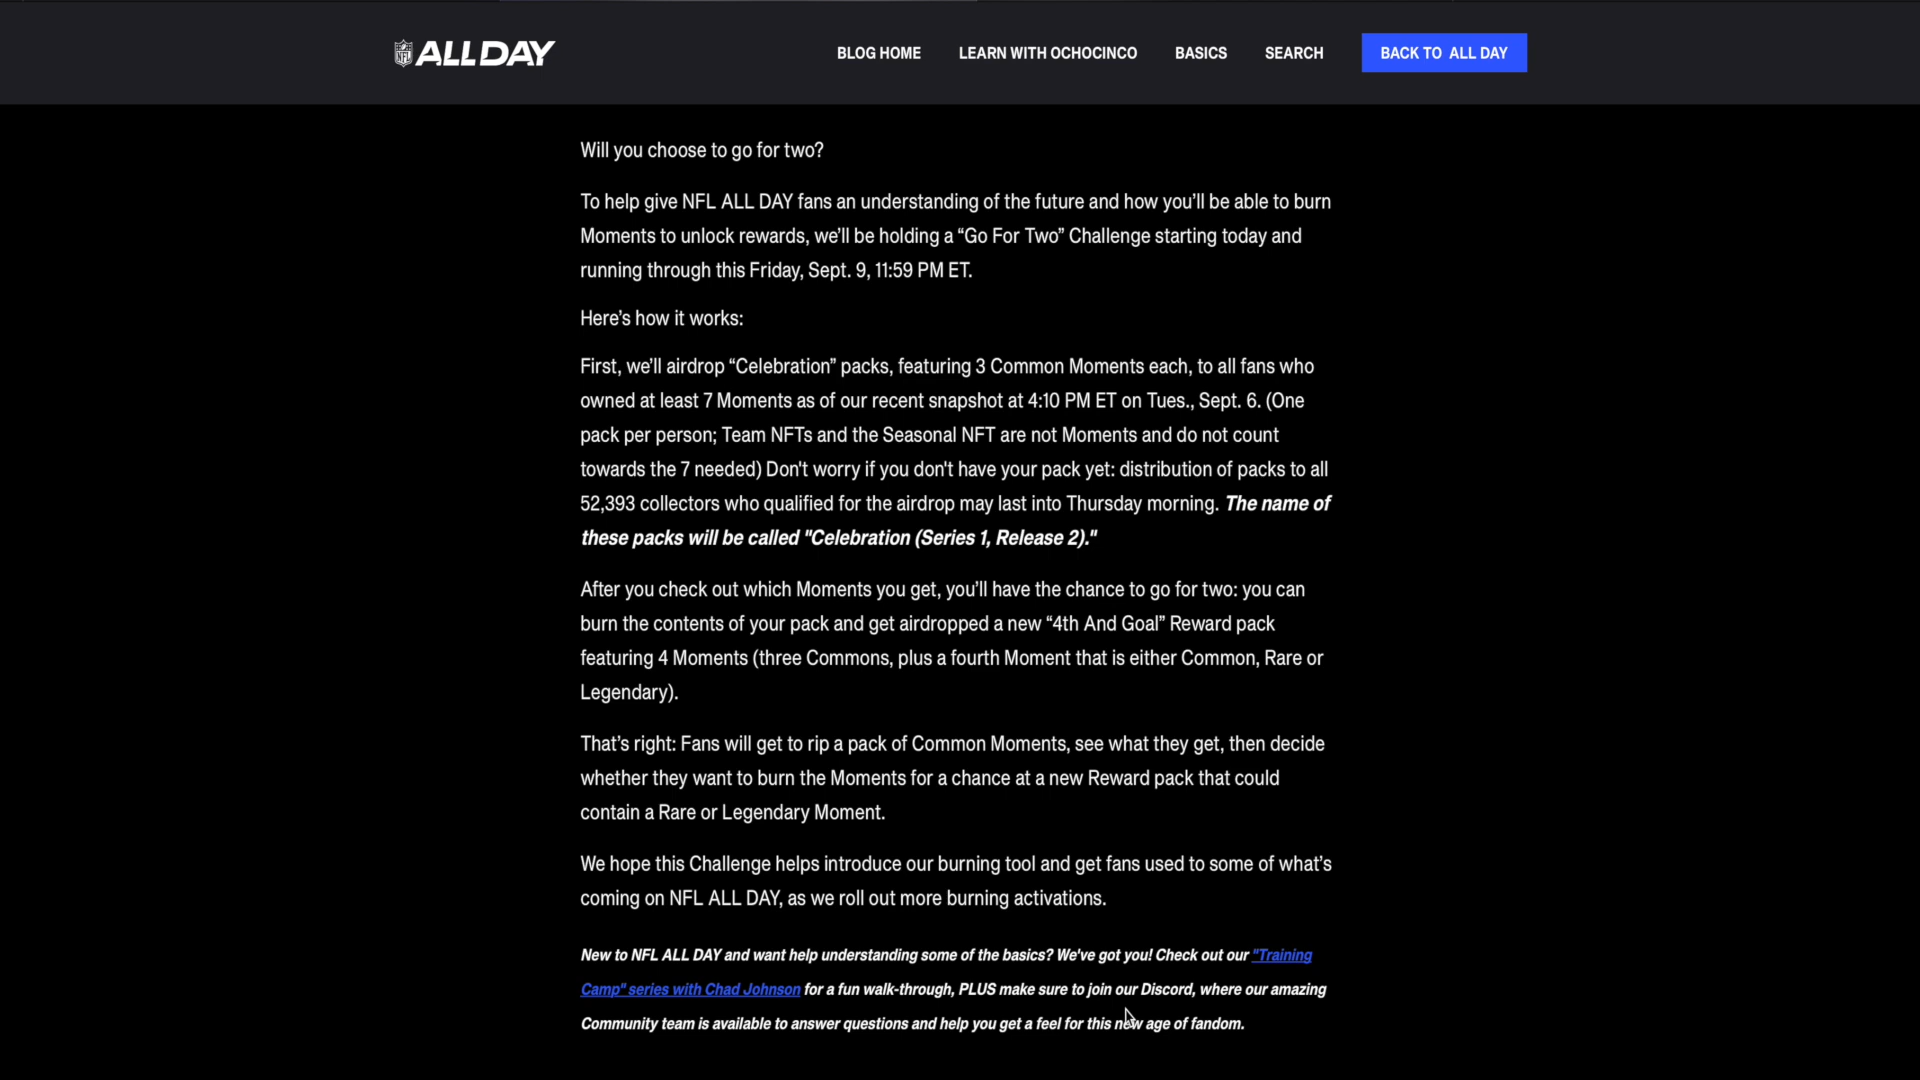 NFL ALL DAY BLOG HOME LEARN WITH OCHOCINCO BASICS SEARCH BACK TO ALL DAY
Will you choose to go for two?
To help give NFL ALL DAY fans an understanding of the future and how you’ll be able to burn
Moments to unlock rewards, we’ll be holding a “Go For Two” Challenge starting today and
running through this Friday, Sept. 9, 11:59 PM ET.
Here’s how it works:
First, we’ll airdrop “Celebration” packs, featuring 3 Common Moments each, to all fans who
owned at least 7 Moments as of our recent snapshot at 4:10 PM ET on Tues., Sept. 6. (One
pack per person; Team NFTs and the Seasonal NFT are not Moments and do not count
towards the 7 needed) Don't worry if you don't have your pack yet: distribution of packs to all
52,393 collectors who qualified for the airdrop may last into Thursday morning. The name of
these packs will be called "Celebration (Series 1, Release 2)."
After you check out which Moments you get, you’ll have the chance to go for two: you can
burn the contents of your pack and get airdropped a new “4th And Goal” Reward pack
featuring 4 Moments (three Commons, plus a fourth Moment that is either Common, Rare or
Legendary).
That’s right: Fans will get to rip a pack of Common Moments, see what they get, then decide
whether they want to burn the Moments for a chance at a new Reward pack that could
contain a Rare or Legendary Moment.
We hope this Challenge helps introduce our burning tool and get fans used to some of what’s
coming on NFL ALL DAY, as we roll out more burning activations.
New to NFL ALL DAY and want help understanding some of the basics? We've got you! Check out our "Training
Camp" series with Chad Johnson for a fun walk-through, PLUS make sure to join our Discord, where our amazing
Community team is available to answer questions and help you get a feel for this new age of fandom.